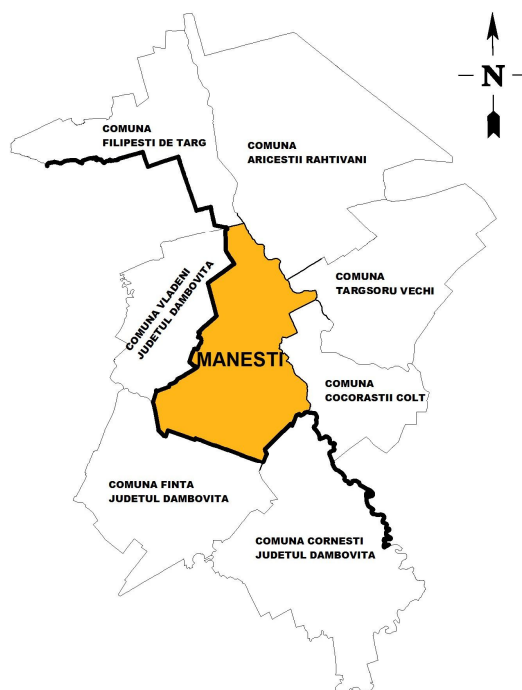 N
COMUNA
FILIPESTI DE TARG
COMUNA
ARICESTII RAHTIVANI
COMUNA VLADENI
JUDETUL DAMBOVITA
COMUNA
TARGSORU VECHI
MANESTI
COMUNA
COCORASTII COLT
COMUNA FINTA
JUDETUL DAMBOVITA
COMUNA CORNESTI
JUDETUL DAMBOVITA